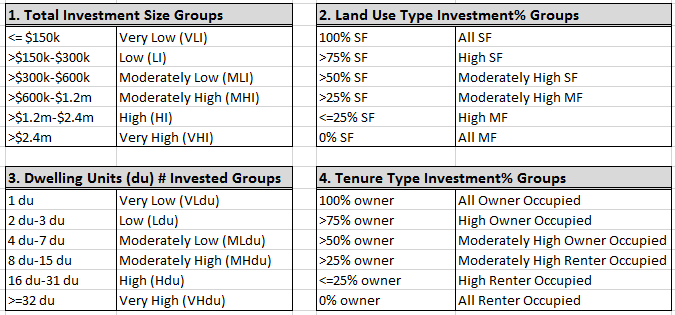 1. Total Investment Size Groups
<= $150k Very Low (VLI)
>$150k-$300k Low (LI)
>$300k-$600k Moderately Low (MLI)
>$600k-$1.2m Moderately High (MHI)
>$1.2m-$2.4m High (HI)
>$2.4m Very High (VHI)
2. Land Use Type Investment% Groups
100% SF All SF
>75% SF High SF
>50% SF Moderately High SF
>25% SF Moderately High MF
<=25% SF High MF
0% SF All MF
3. Dwelling Units (du) # Invested Groups
1 du Very Low (VLdu)
2 du-3 du Low (Ldu)
4 du-7 du Moderately Low (MLdu)
8 du-15 du Moderately High (MHdu)
16 du-31 du High (Hdu)
>=32 du Very High (VHdu)
4. Tenure Type Investment% Groups
100% owner All Owner Occupied
>75% owner High Owner Occupied
>50% owner Moderately High Owner Occupied
>25% owner Moderately High Renter Occupied
<=25% owner High Renter Occupied
0% owner All Renter Occupied